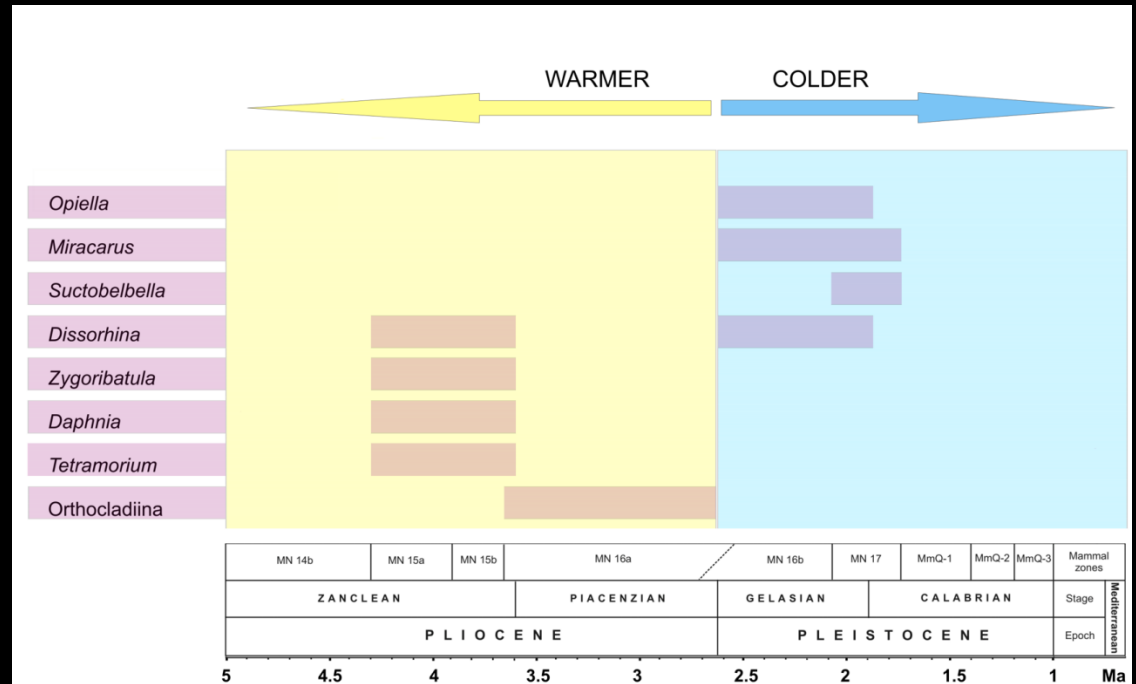 WARMER COLDER
Opiella
Miracarus
Suctobelbella
Dissorhina
Zygoribatula
Daphnia
Tetramorium
Orthocladiina
MN 14b MN 15a MN 15b MN 16a MN 16b MN 17 MmQ-1 MmQ-2 MmQ-3 Mammal zones
ZANCLEAN PIACENZIAN GELASIAN CALABRIAN Stage
PLIOCENE PLEISTOCENE Epoch
Mediterranean
5 4.5 4 3.5 3 2.5 2 1.5 1 Ma